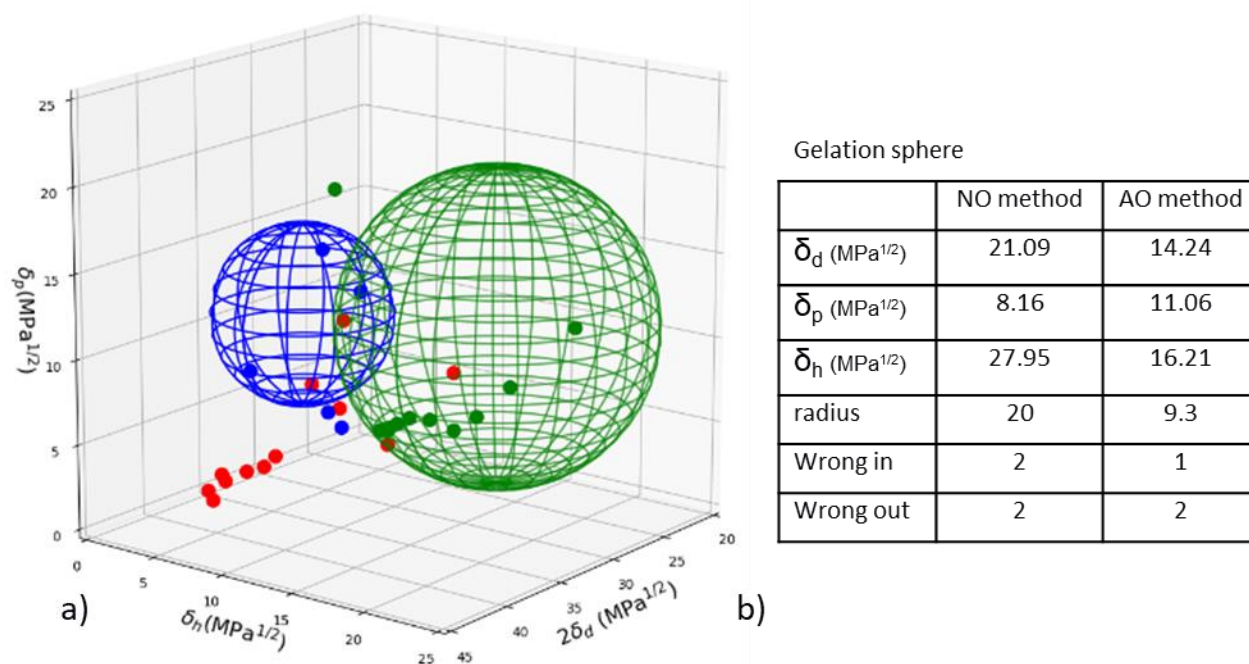 25
20
15
10
5
0
δp(MPa1/2)
0
5
10
15
20
25
δh(MPa1/2)
45
40
35
30
25
20
2δd (MPa1/2)
a)
b)
Gelation sphere
NO method AO method
δd (MPa1/2) 21.09 14.24
δp (MPa1/2) 8.16 11.06
δh (MPa1/2) 27.95 16.21
radius 20 9.3
Wrong in 2 1
Wrong out 2 2